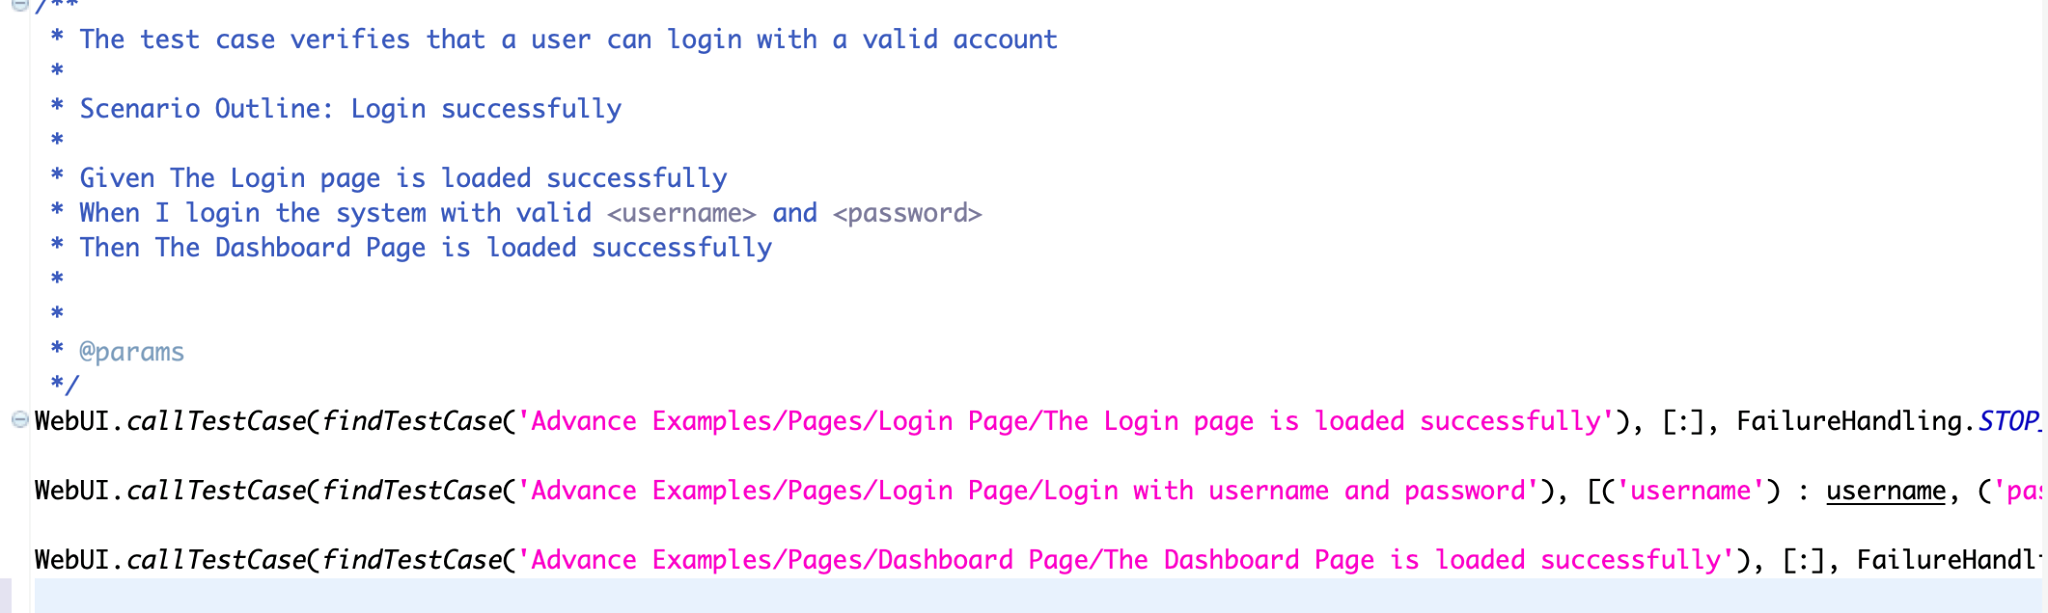 /**
* The test case verifies that a user can login with a valid account
*
* Scenario Outline: Login successfully
*
* Given The Login page is loaded successfully
* When I login the system with valid <username> and <password>
* Then The Dashboard Page is loaded successfully
*
*
* @params
*/
WebUI.callTestCase(findTestCase('Advance Examples/Pages/Login Page/The Login page is loaded successfully'), [:], FailureHandling.STOP_
WebUI.callTestCase(findTestCase('Advance Examples/Pages/Login Page/Login with username and password'), [('username') : username, ('pas
WebUI.callTestCase(findTestCase('Advance Examples/Pages/Dashboard Page/The Dashboard Page is loaded successfully'), [:], FailureHandl